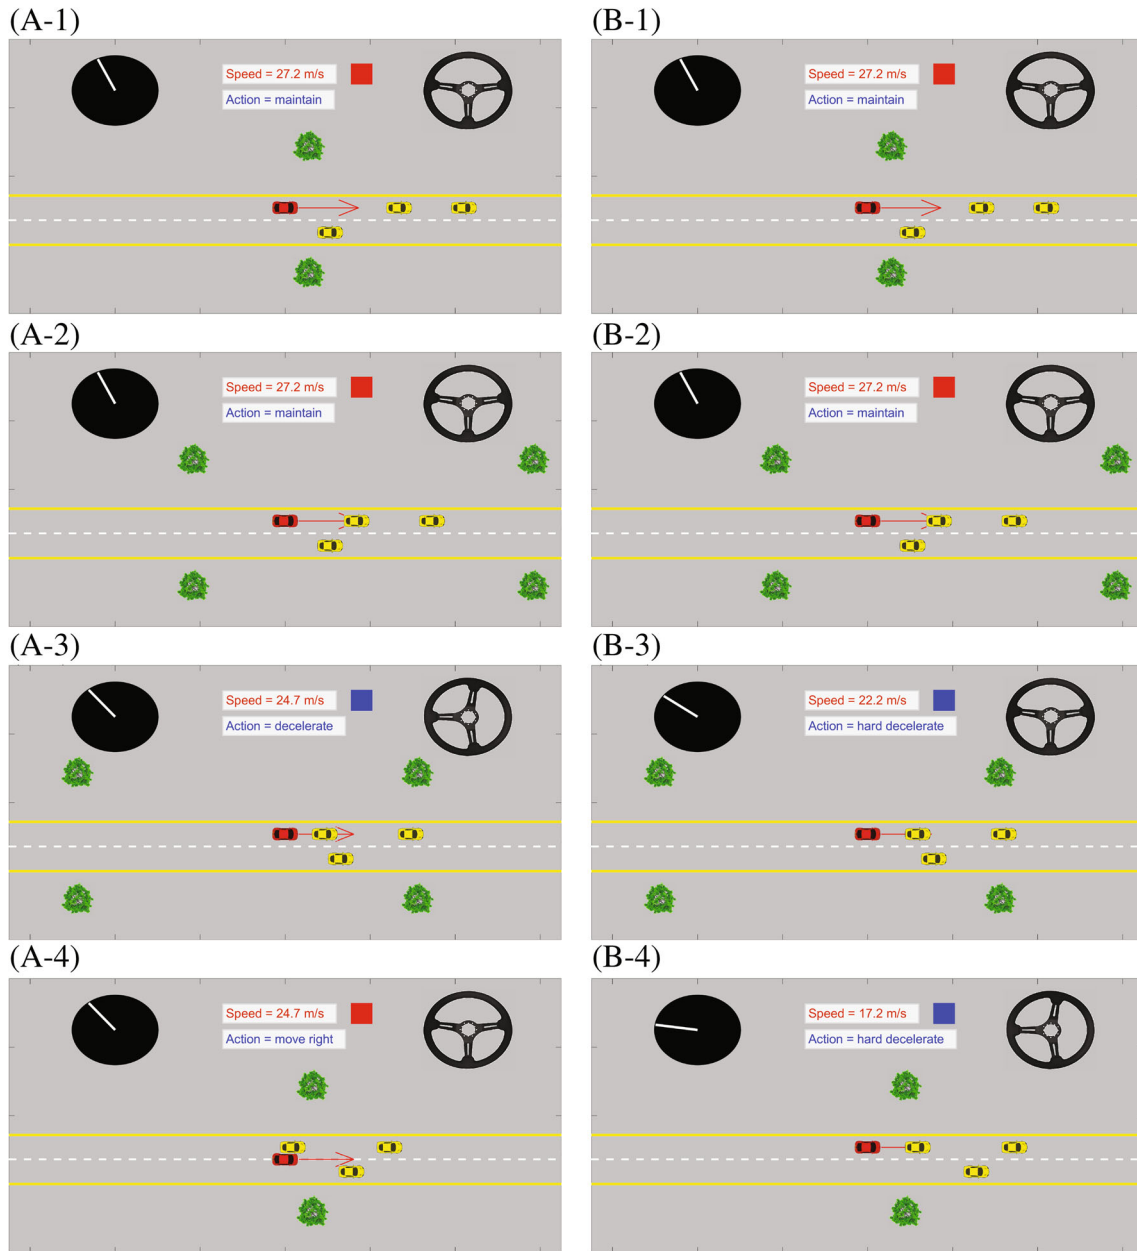 (A-1)
Speed = 27.2 m/s
Action = maintain
(B-1)
Speed = 27.2 m/s
Action = maintain
(A-2)
Speed = 27.2 m/s
Action = maintain
(B-2)
Speed = 27.2 m/s
Action = maintain
(A-3)
Speed = 24.7 m/s
Action = decelerate
(B-3)
Speed = 22.2 m/s
Action = hard decelerate
(A-4)
Speed = 24.7 m/s
Action = move right
(B-4)
Speed = 17.2 m/s
Action = hard decelerate